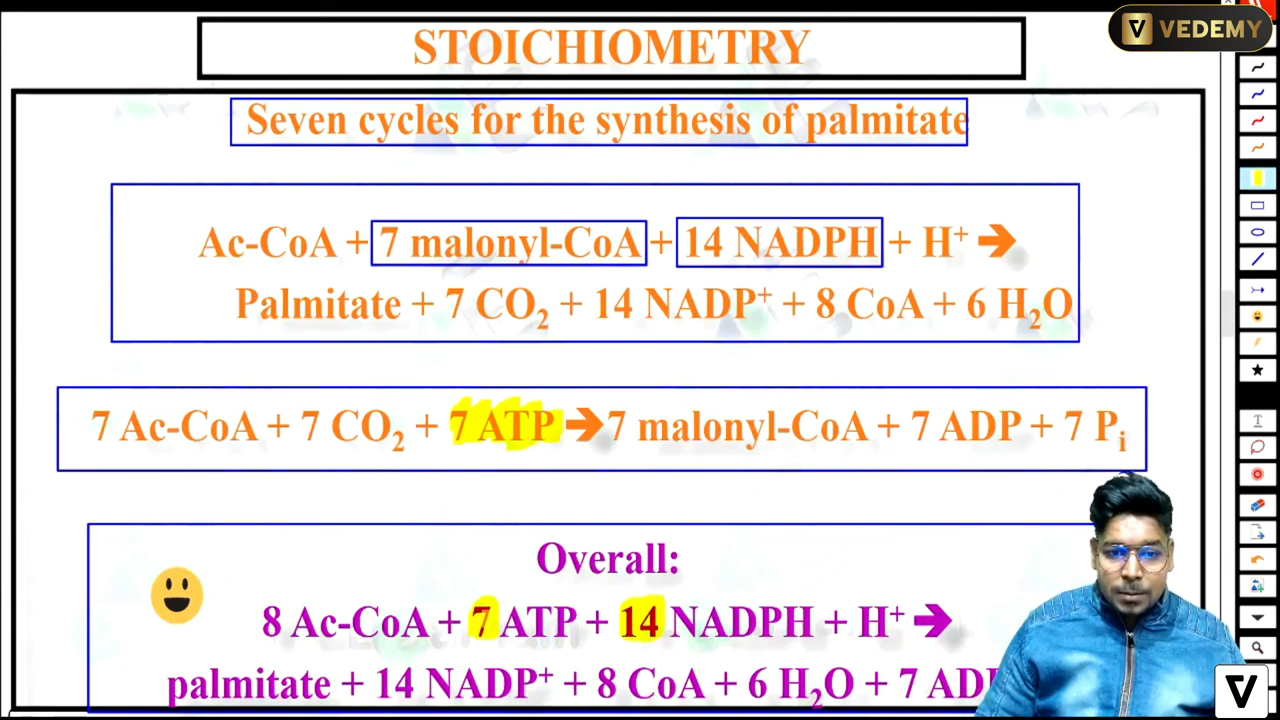 STOICHIOMETRY
VEDEMY
Seven cycles for the synthesis of palmitate
Ac-CoA + 7 malonyl-CoA + 14 NADPH + H⁺ ➔
Palmitate + 7 CO₂ + 14 NADP⁺ + 8 CoA + 6 H₂O
7 Ac-CoA + 7 CO₂ + 7 ATP ➔ 7 malonyl-CoA + 7 ADP + 7 Pᵢ
Overall:
8 Ac-CoA + 7 ATP + 14 NADPH + H⁺ ➔
palmitate + 14 NADP⁺ + 8 CoA + 6 H₂O + 7